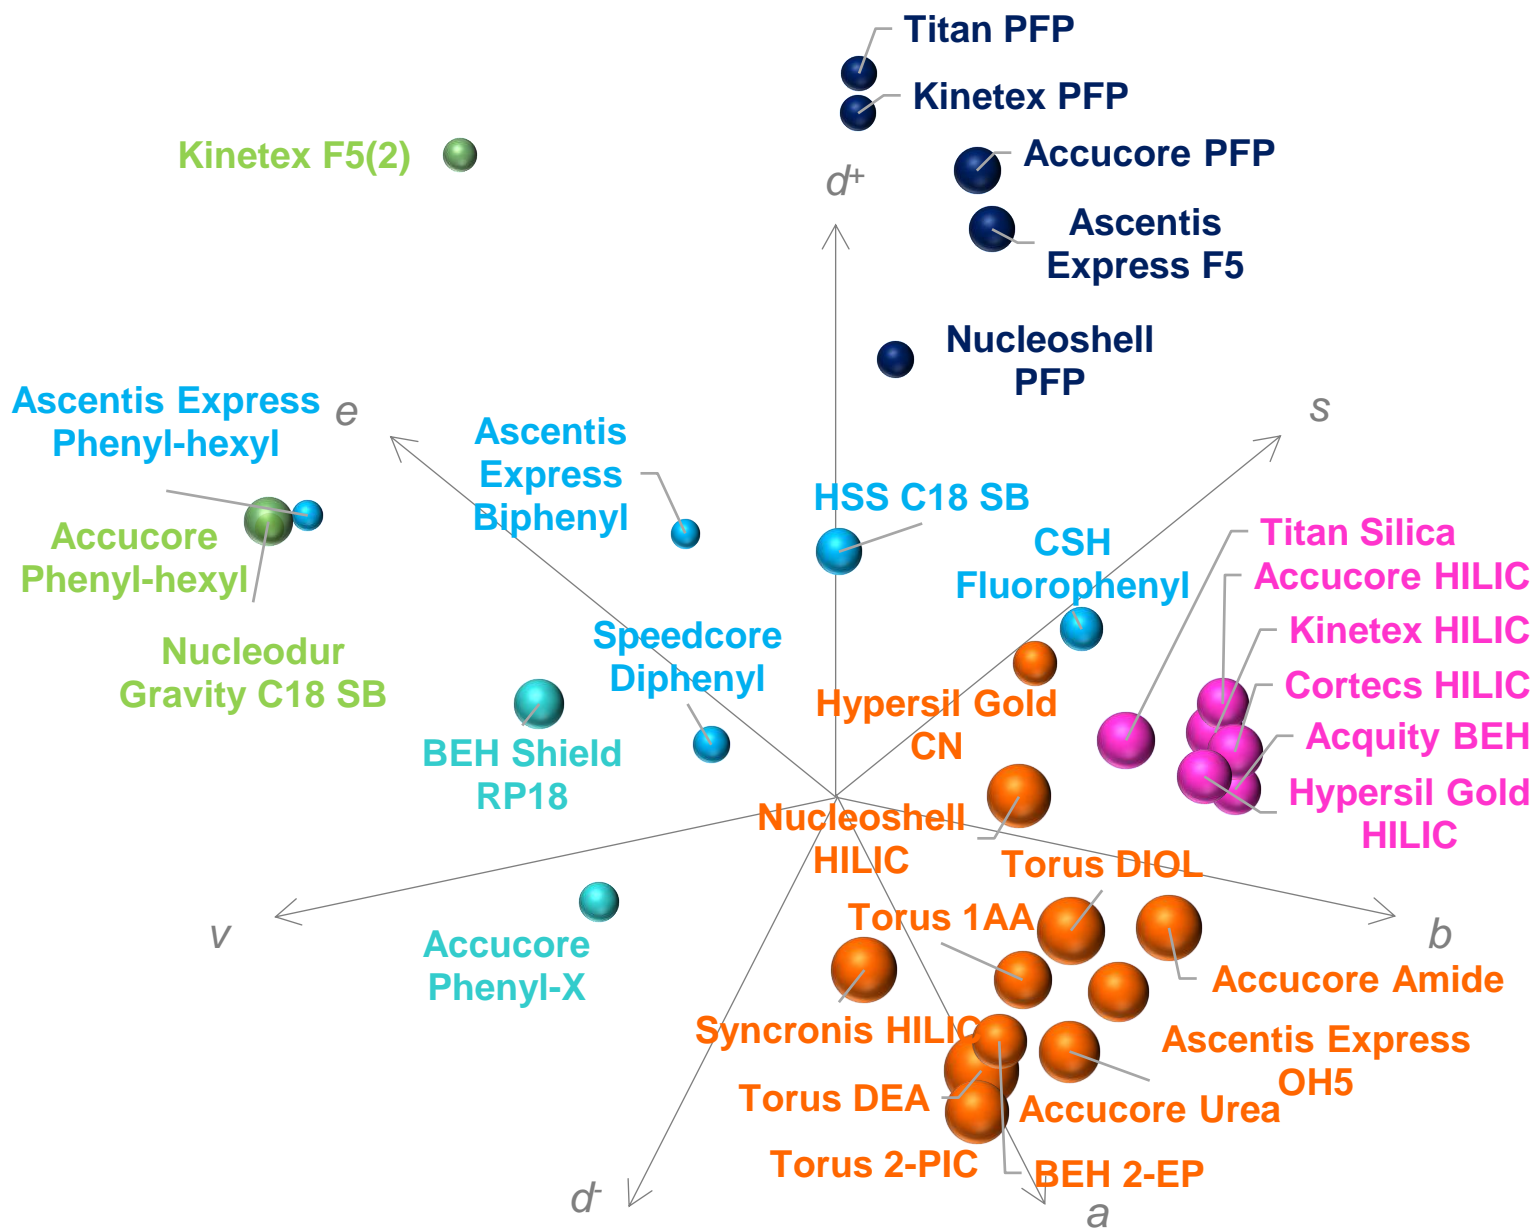 Titan PFP
Kinetex PFP
Kinetex F5(2)
Accucore PFP
d+
Ascentis
Express F5
Nucleoshell
PFP
Ascentis Express
Phenyl-hexyl
e
s
Ascentis
Express
Biphenyl
HSS C18 SB
CSH
Fluorophenyl
Titan Silica
Accucore HILIC
Kinetex HILIC
Cortecs HILIC
Acquity BEH
Hypersil Gold
HILIC
Accucore
Phenyl-hexyl
Nucleodur
Gravity C18 SB
Speedcore
Diphenyl
Hypersil Gold
CN
BEH Shield
RP18
Nucleoshell
HILIC
Torus DIOL
Torus 1AA
v
b
Accucore
Phenyl-X
Accucore Amide
Syncronis HILIC
Ascentis Express
OH5
Torus DEA
Accucore Urea
Torus 2-PIC
BEH 2-EP
d-
a